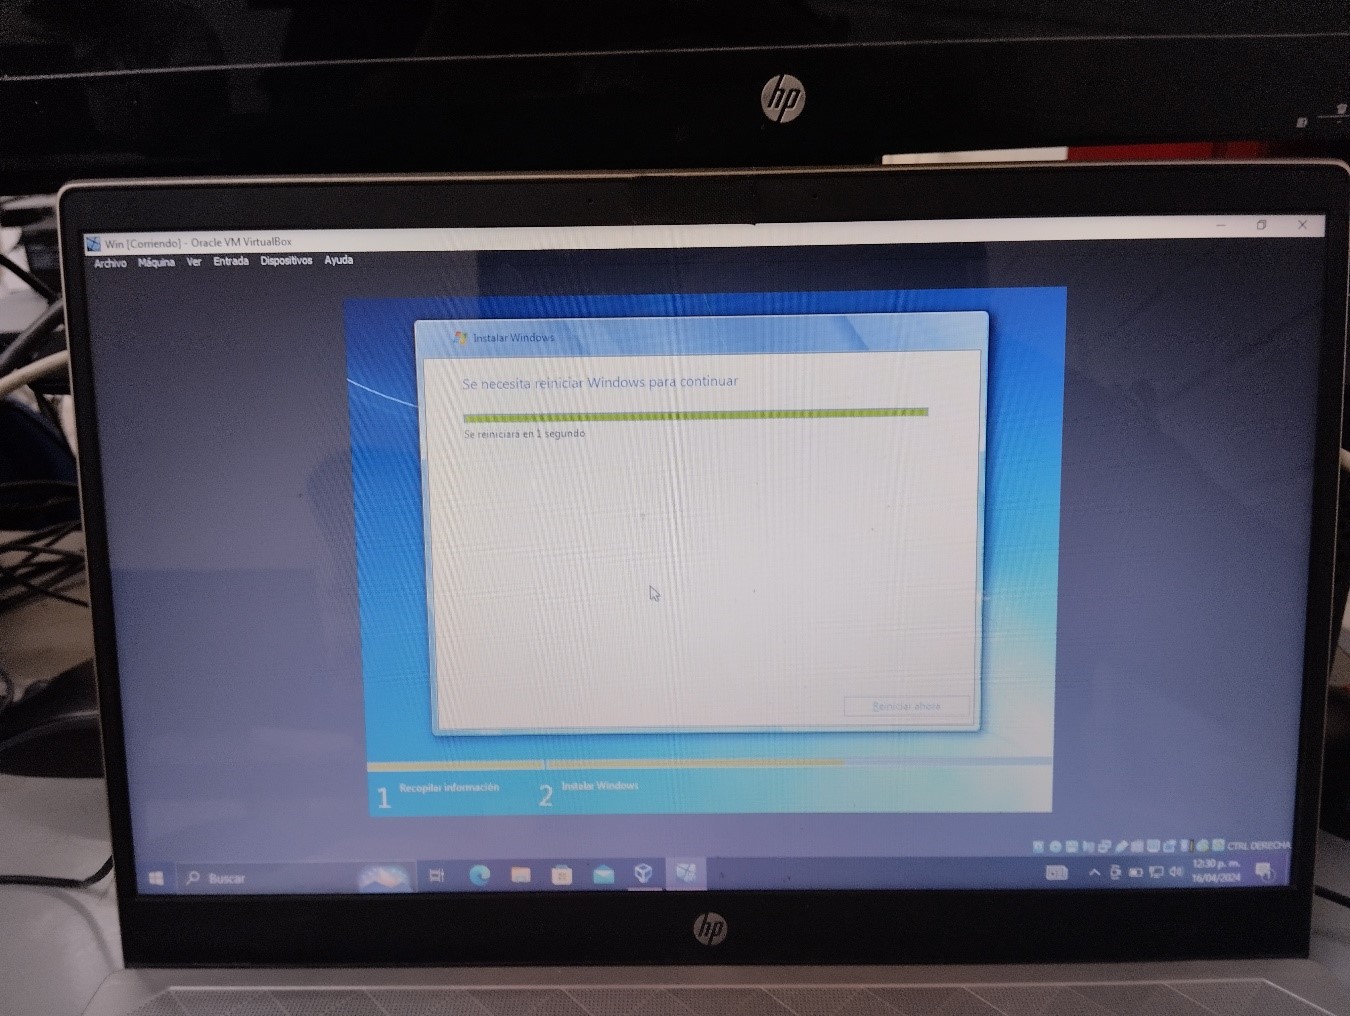 hp
Win [Corriendo] - Oracle VM VirtualBox
Archivo Máquina Ver Entrada Dispositivos Ayuda
Instalar Windows
Se necesita reiniciar Windows para continuar
Se reiniciará en 1 segundo
Reiniciar ahora
1 Recopilar información 2 Instalar Windows
CTRL DERECHA
Buscar
12:30 p. m.
16/04/2024
hp